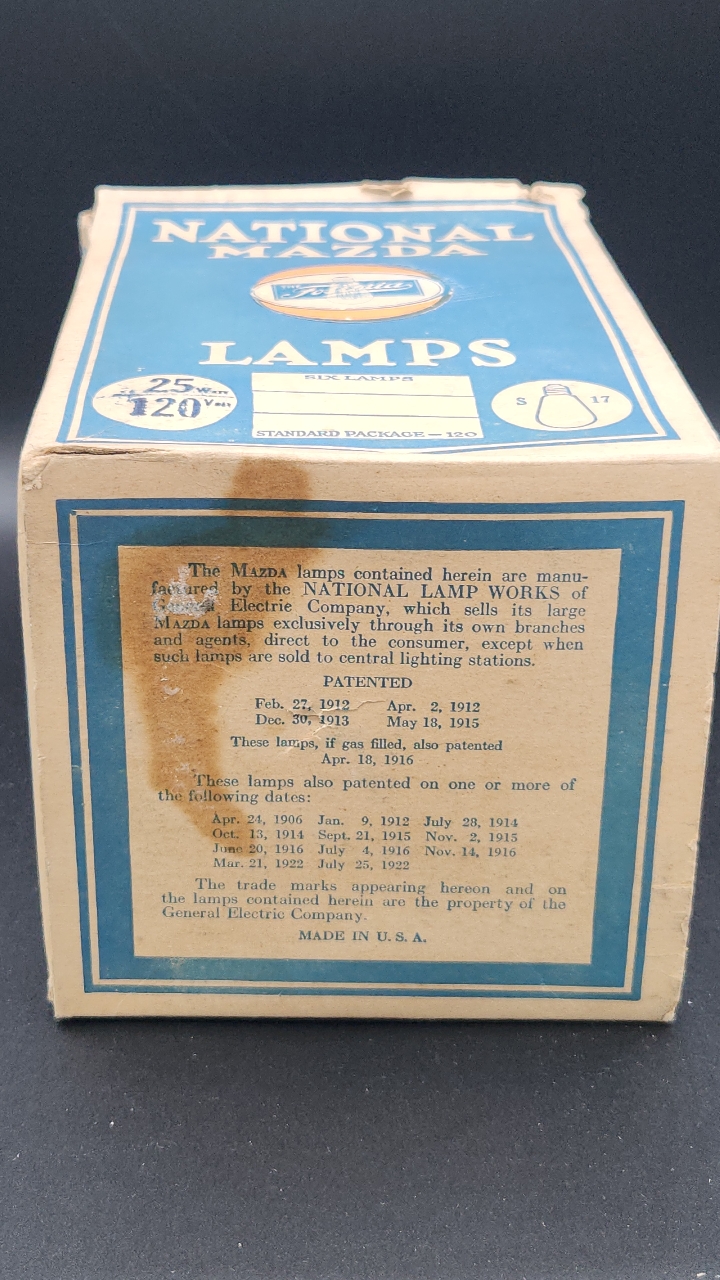 NATIONAL
MAZDA
THE
LAMPS
25 Watt
120 Volt
SIX LAMPS
STANDARD PACKAGE — 120
S 17
The MAZDA lamps contained herein are manu-
factured by the NATIONAL LAMP WORKS of
General Electric Company, which sells its large
MAZDA lamps exclusively through its own branches
and agents, direct to the consumer, except when
such lamps are sold to central lighting stations.
PATENTED
Feb. 27, 1912 Apr. 2, 1912
Dec. 30, 1913 May 18, 1915
These lamps, if gas filled, also patented
Apr. 18, 1916
These lamps also patented on one or more of
the following dates:
Apr. 24, 1906 Jan. 9, 1912 July 28, 1914
Oct. 13, 1914 Sept. 21, 1915 Nov. 2, 1915
June 20, 1916 July 4, 1916 Nov. 14, 1916
Mar. 21, 1922 July 25, 1922
The trade marks appearing hereon and on
the lamps contained herein are the property of the
General Electric Company.
MADE IN U. S. A.